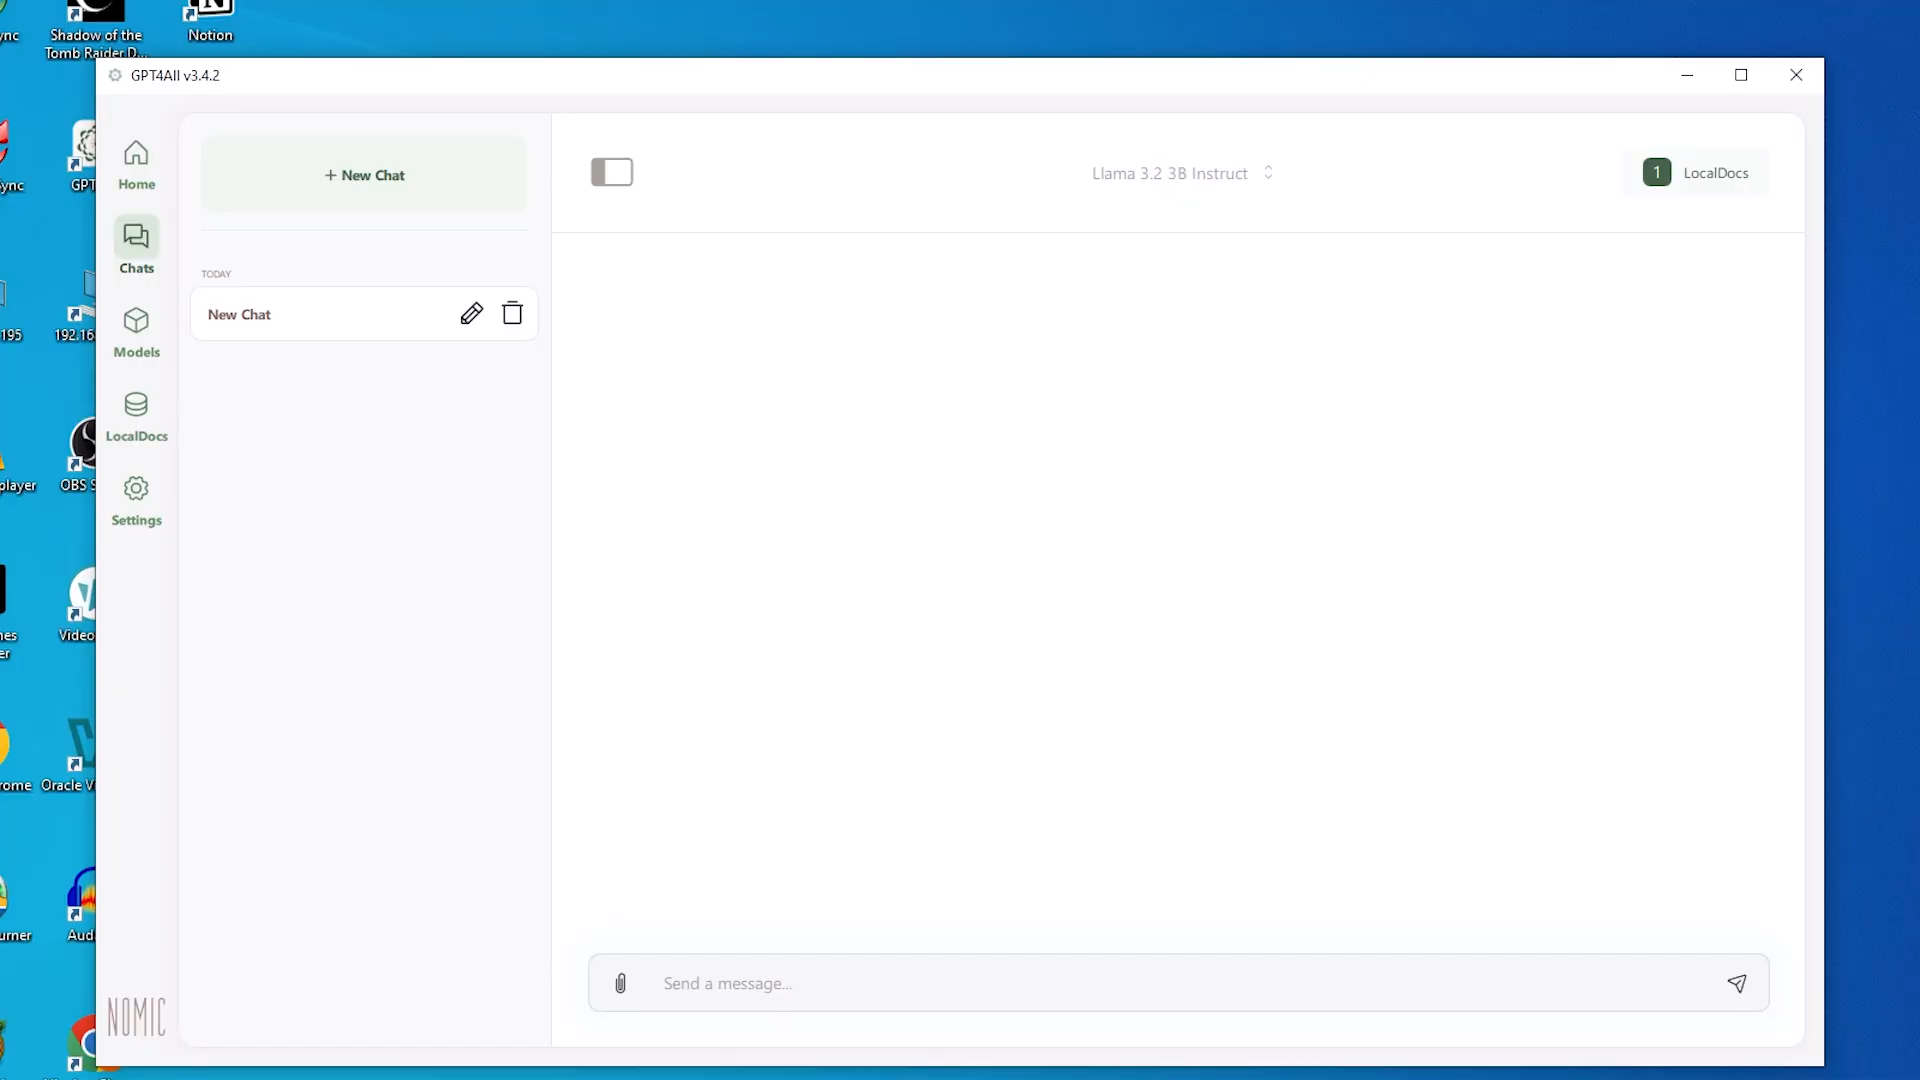 ync
Shadow of the
Tomb Raider D...
Notion
GPT4All v3.4.2
Home
Chats
Models
LocalDocs
Settings
NOMIC
+ New Chat
TODAY
New Chat
Llama 3.2 3B Instruct
1 LocalDocs
Send a message...
Sync
GPT
195
192.16
player
OBS S
Video
er
rome
Oracle V
urner
Aud